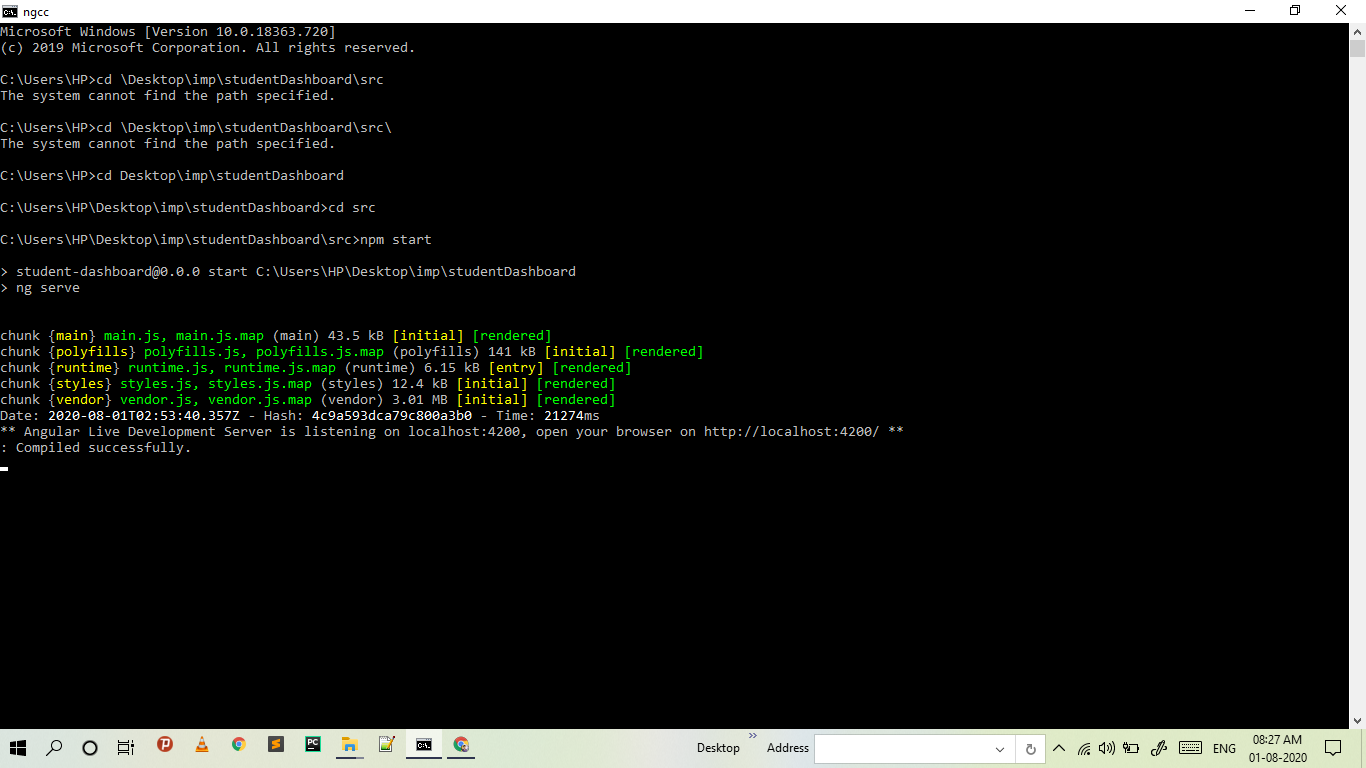 ngcc
Microsoft Windows [Version 10.0.18363.720]
(c) 2019 Microsoft Corporation. All rights reserved.
C:\Users\HP>cd \Desktop\imp\studentDashboard\src
The system cannot find the path specified.
C:\Users\HP>cd \Desktop\imp\studentDashboard\src\
The system cannot find the path specified.
C:\Users\HP>cd Desktop\imp\studentDashboard
C:\Users\HP\Desktop\imp\studentDashboard>cd src
C:\Users\HP\Desktop\imp\studentDashboard\src>npm start
> student-dashboard@0.0.0 start C:\Users\HP\Desktop\imp\studentDashboard
> ng serve
chunk {main} main.js, main.js.map (main) 43.5 kB [initial] [rendered]
chunk {polyfills} polyfills.js, polyfills.js.map (polyfills) 141 kB [initial] [rendered]
chunk {runtime} runtime.js, runtime.js.map (runtime) 6.15 kB [entry] [rendered]
chunk {styles} styles.js, styles.js.map (styles) 12.4 kB [initial] [rendered]
chunk {vendor} vendor.js, vendor.js.map (vendor) 3.01 MB [initial] [rendered]
Date: 2020-08-01T02:53:40.357Z - Hash: 4c9a593dca79c800a3b0 - Time: 21274ms
** Angular Live Development Server is listening on localhost:4200, open your browser on http://localhost:4200/ **
: Compiled successfully.
Desktop
Address
ENG
08:27 AM
01-08-2020